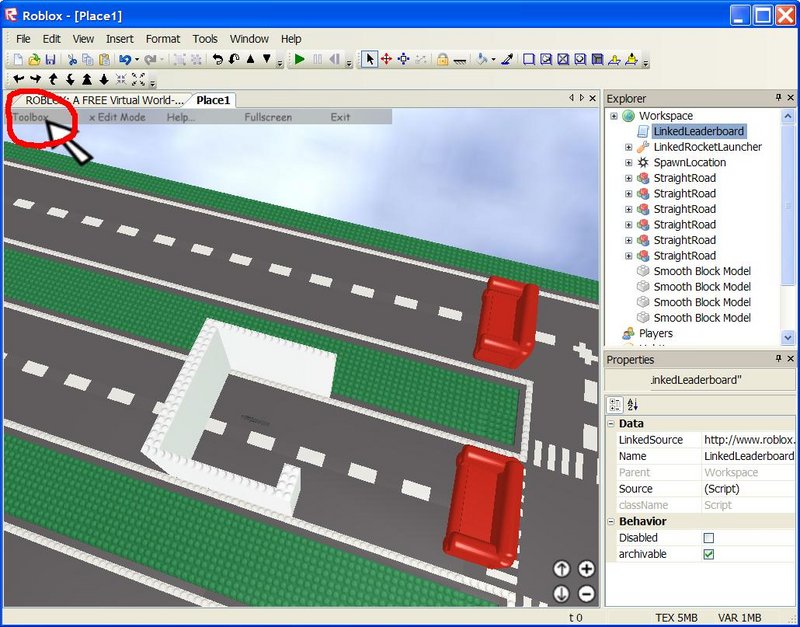 Roblox - [Place1]
File Edit View Insert Format Tools Window Help
ROBLOX: A FREE Virtual World-... Place1
Toolbox x Edit Mode Help... Fullscreen Exit
Explorer
Workspace
LinkedLeaderboard
LinkedRocketLauncher
SpawnLocation
StraightRoad
StraightRoad
StraightRoad
StraightRoad
StraightRoad
StraightRoad
Smooth Block Model
Smooth Block Model
Smooth Block Model
Smooth Block Model
Players
Properties
.inkedLeaderboard"
Data
LinkedSource http://www.roblox.
Name LinkedLeaderboard
Parent Workspace
Source (Script)
className Script
Behavior
Disabled
archivable
t 0 TEX 5MB VAR 1MB